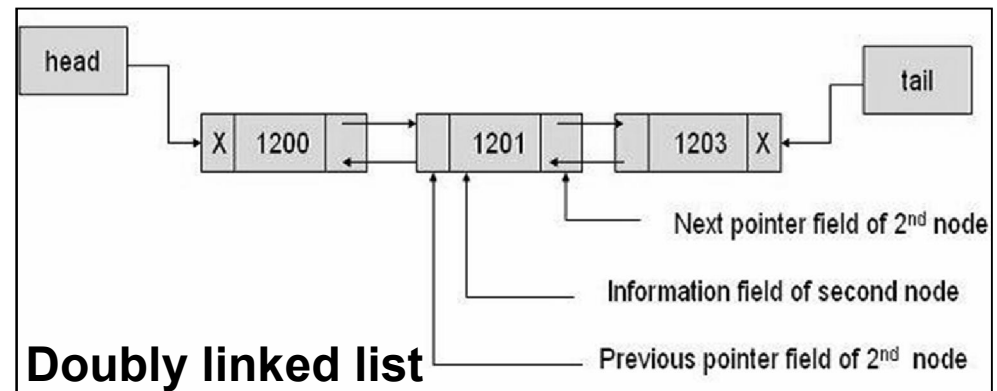 head
tail
X 1200 1201 1203 X
Next pointer field of 2nd node
Information field of second node
Previous pointer field of 2nd node
Doubly linked list